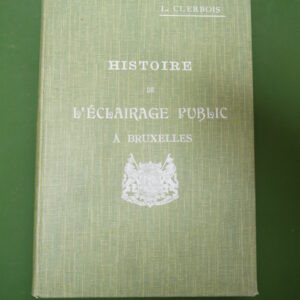 L. CLERBOIS
HISTOIRE
DE
L'ÉCLAIRAGE PUBLIC
A BRUXELLES